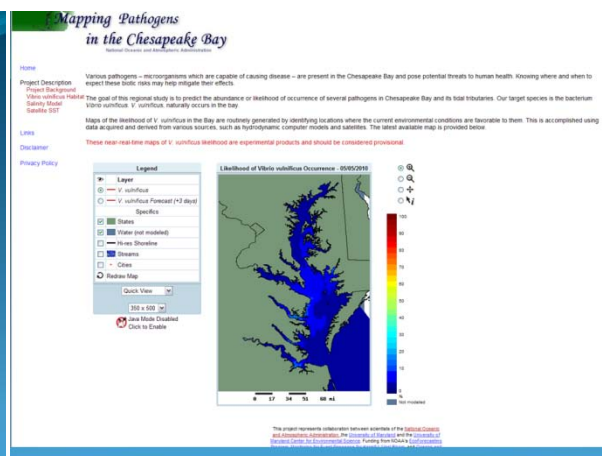 Mapping Pathogens
in the Chesapeake Bay
National Oceanic and Atmospheric Administration
Home
Project Description
Project Background
Vibrio vulnificus Habitat
Salinity Model
Satellite SST
Links
Disclaimer
Privacy Policy
Various pathogens – microorganisms which are capable of causing disease – are present in the Chesapeake Bay and pose potential threats to human health. Knowing where and when to
expect these biotic risks may help mitigate their effects.
The goal of this regional study is to predict the abundance or likelihood of occurrence of several pathogens in Chesapeake Bay and its tidal tributaries. Our target species is the bacterium
Vibrio vulnificus. V. vulnificus, naturally occurs in the bay.
Maps of the likelihood of V. vulnificus in the Bay are routinely generated by identifying locations where the current environmental conditions are favorable to them. This is accomplished using
data acquired and derived from various sources, such as hydrodynamic computer models and satellites. The latest available map is provided below.
These near-real-time maps of V. vulnificus likelihood are experimental products and should be considered provisional.
Legend
Layer
V. vulnificus
V. vulnificus Forecast (+3 days)
Specifics
States
Water (not modeled)
Hi-res Shoreline
Streams
Cities
Redraw Map
Quick View
350 x 500
Java Mode Disabled
Click to Enable
Likelihood of Vibrio vulnificus Occurrence - 05/05/2010
0 17 34 51 68 mi
100
90
80
70
60
50
40
30
20
10
0
%
Not modeled
This project represents collaboration between scientists of the National Oceanic
and Atmospheric Administration, the University of Maryland and the University of
Maryland Center for Environmental Science. Funding from NOAA's Ecoforecasting